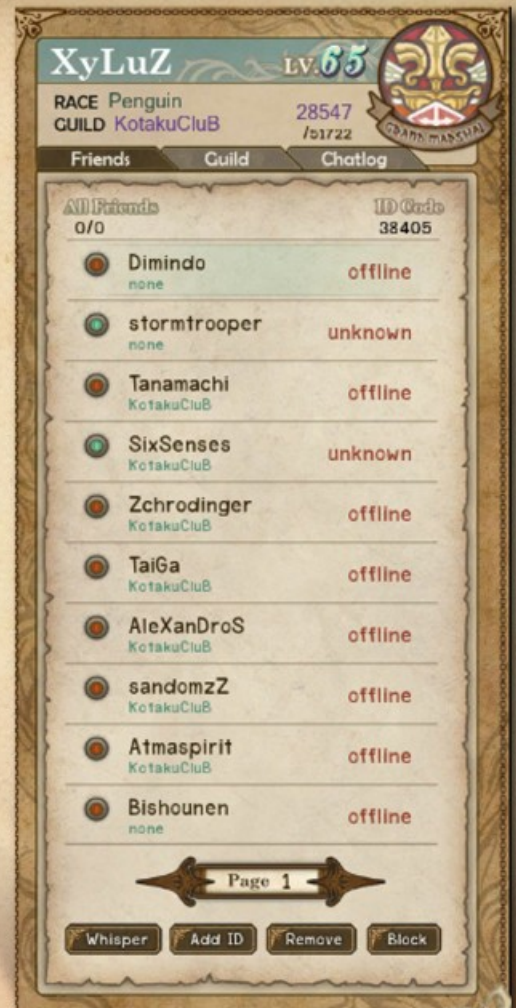 XyLuZ LV.65
RACE Penguin
GUILD KotakuCluB
28547
/51722
GRAND MARSHAL
Friends Guild Chatlog
All Friends ID Code
0/0 38405
Dimindo offline
none
stormtrooper unknown
none
Tanamachi offline
KotakuCluB
SixSenses unknown
KotakuCluB
Zchrodinger offline
KotakuCluB
TaiGa offline
KotakuCluB
AleXanDroS offline
KotakuCluB
sandomzZ offline
KotakuCluB
Atmaspirit offline
KotakuCluB
Bishounen offline
none
Page 1
Whisper Add ID Remove Block